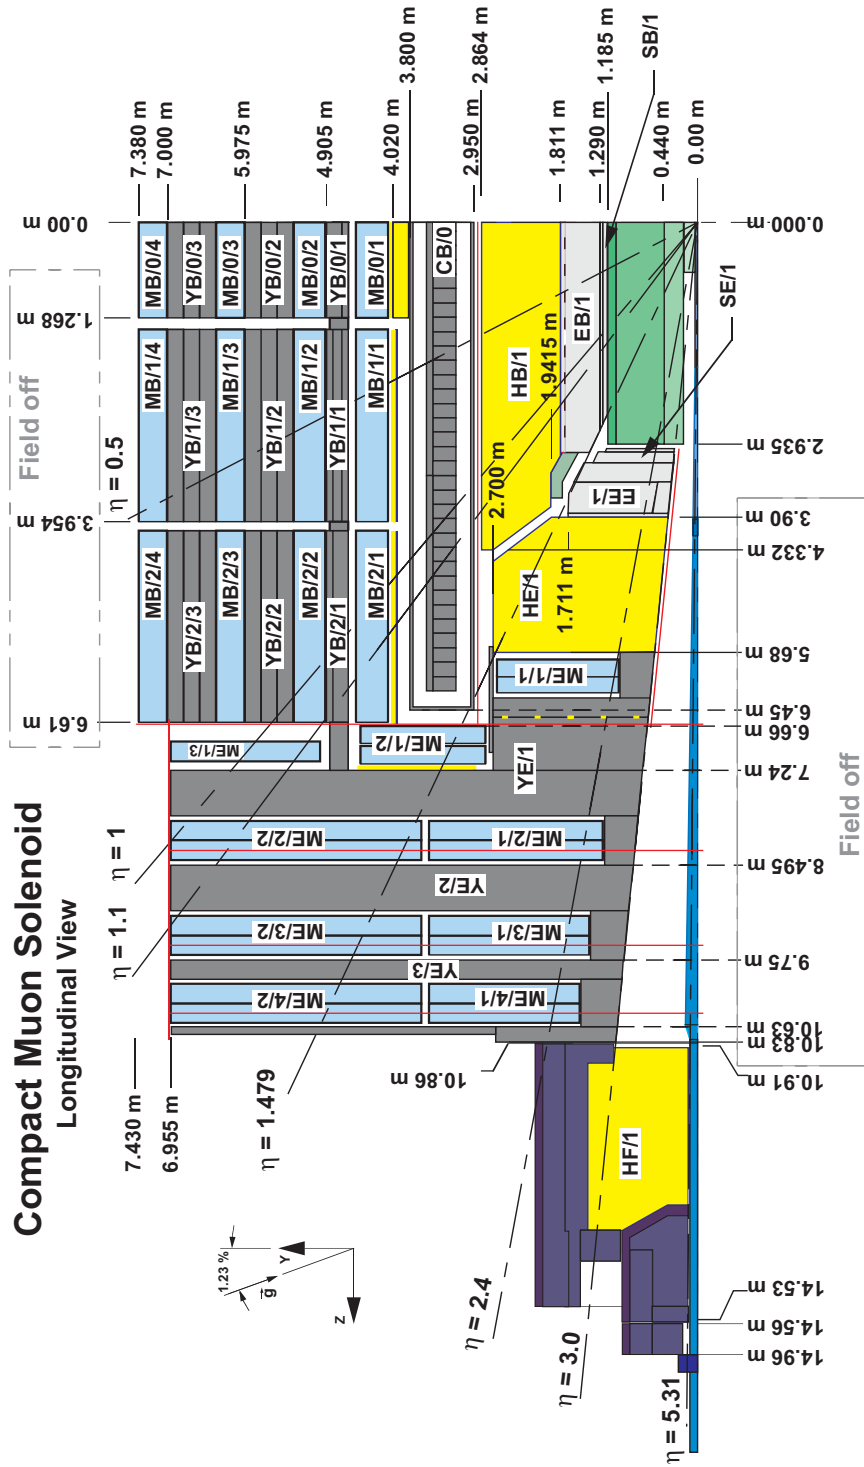 Compact Muon Solenoid
Longitudinal View
Field off
0.00 m
1.268 m
3.954 m
6.61 m
7.380 m
7.000 m
5.975 m
4.905 m
4.020 m
3.800 m
2.950 m
2.864 m
1.811 m
1.290 m
1.185 m
0.440 m
0.00 m
SB/1
SE/1
η = 0.5
η = 1
η = 1.1
η = 1.479
η = 2.4
η = 3.0
η = 5.31
MB/0/4
YB/0/3
MB/0/3
YB/0/2
MB/0/2
YB/0/1
MB/0/1
CB/0
HB/1
EB/1
MB/1/4
YB/1/3
MB/1/3
YB/1/2
MB/1/2
YB/1/1
MB/1/1
1.9415 m
2.700 m
1.711 m
EE/1
HE/1
MB/2/4
YB/2/3
MB/2/3
YB/2/2
MB/2/2
YB/2/1
MB/2/1
ME/1/1
ME/1/3
ME/1/2
YE/1
ME/2/2
ME/2/1
YE/2
ME/3/2
ME/3/1
YE/3
ME/4/2
ME/4/1
HF/1
7.430 m
6.955 m
10.86 m
1.23 %
g
Y
Z
0.000 m
2.935 m
3.90 m
4.332 m
5.68 m
6.45 m
6.66 m
7.24 m
8.495 m
9.75 m
10.63 m
10.83 m
10.91 m
14.53 m
14.56 m
14.96 m
Field off